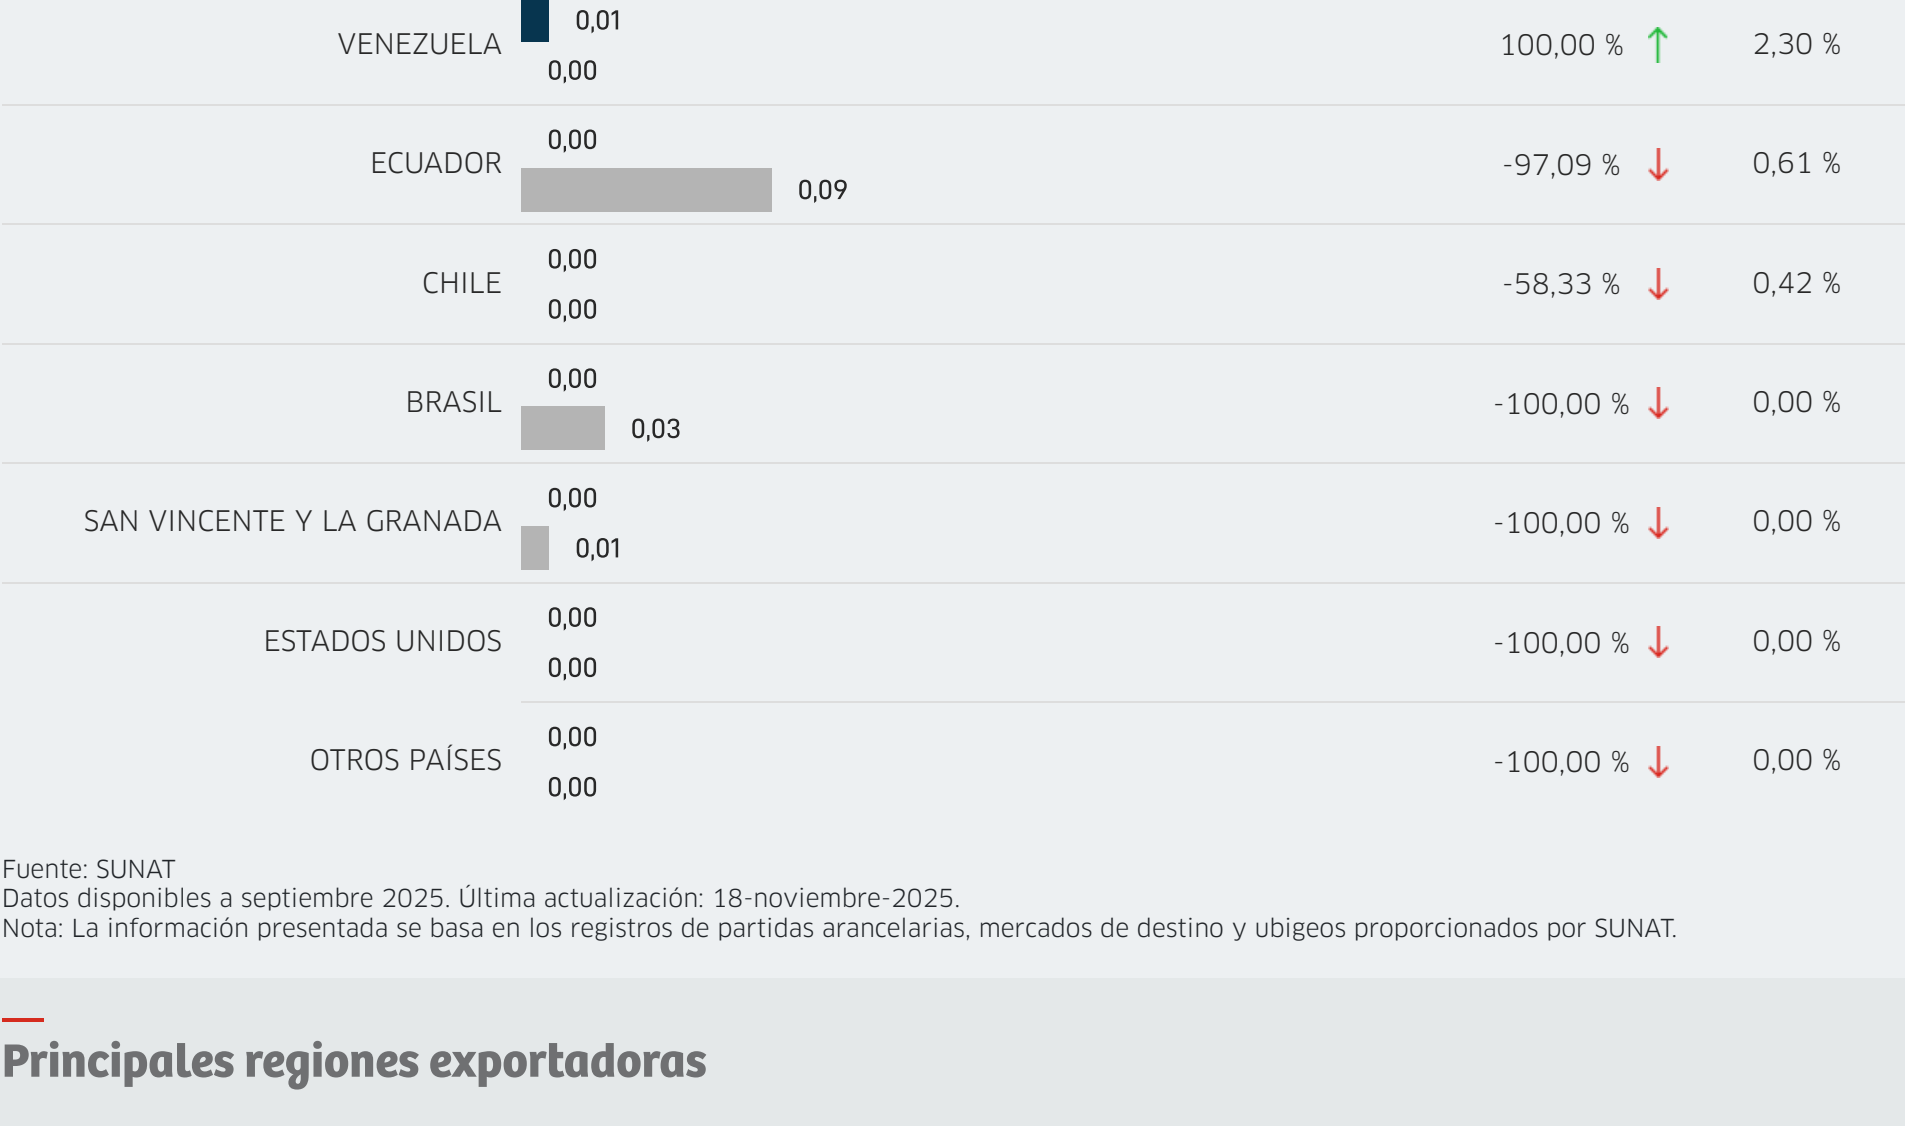 0,01
VENEZUELA 100,00 % ↑ 2,30 %
0,00
0,00
ECUADOR -97,09 % ↓ 0,61 %
0,09
0,00
CHILE -58,33 % ↓ 0,42 %
0,00
0,00
BRASIL -100,00 % ↓ 0,00 %
0,03
0,00
SAN VINCENTE Y LA GRANADA -100,00 % ↓ 0,00 %
0,01
0,00
ESTADOS UNIDOS -100,00 % ↓ 0,00 %
0,00
0,00
OTROS PAÍSES -100,00 % ↓ 0,00 %
0,00
Fuente: SUNAT
Datos disponibles a septiembre 2025. Última actualización: 18-noviembre-2025.
Nota: La información presentada se basa en los registros de partidas arancelarias, mercados de destino y ubigeos proporcionados por SUNAT.
Principales regiones exportadoras